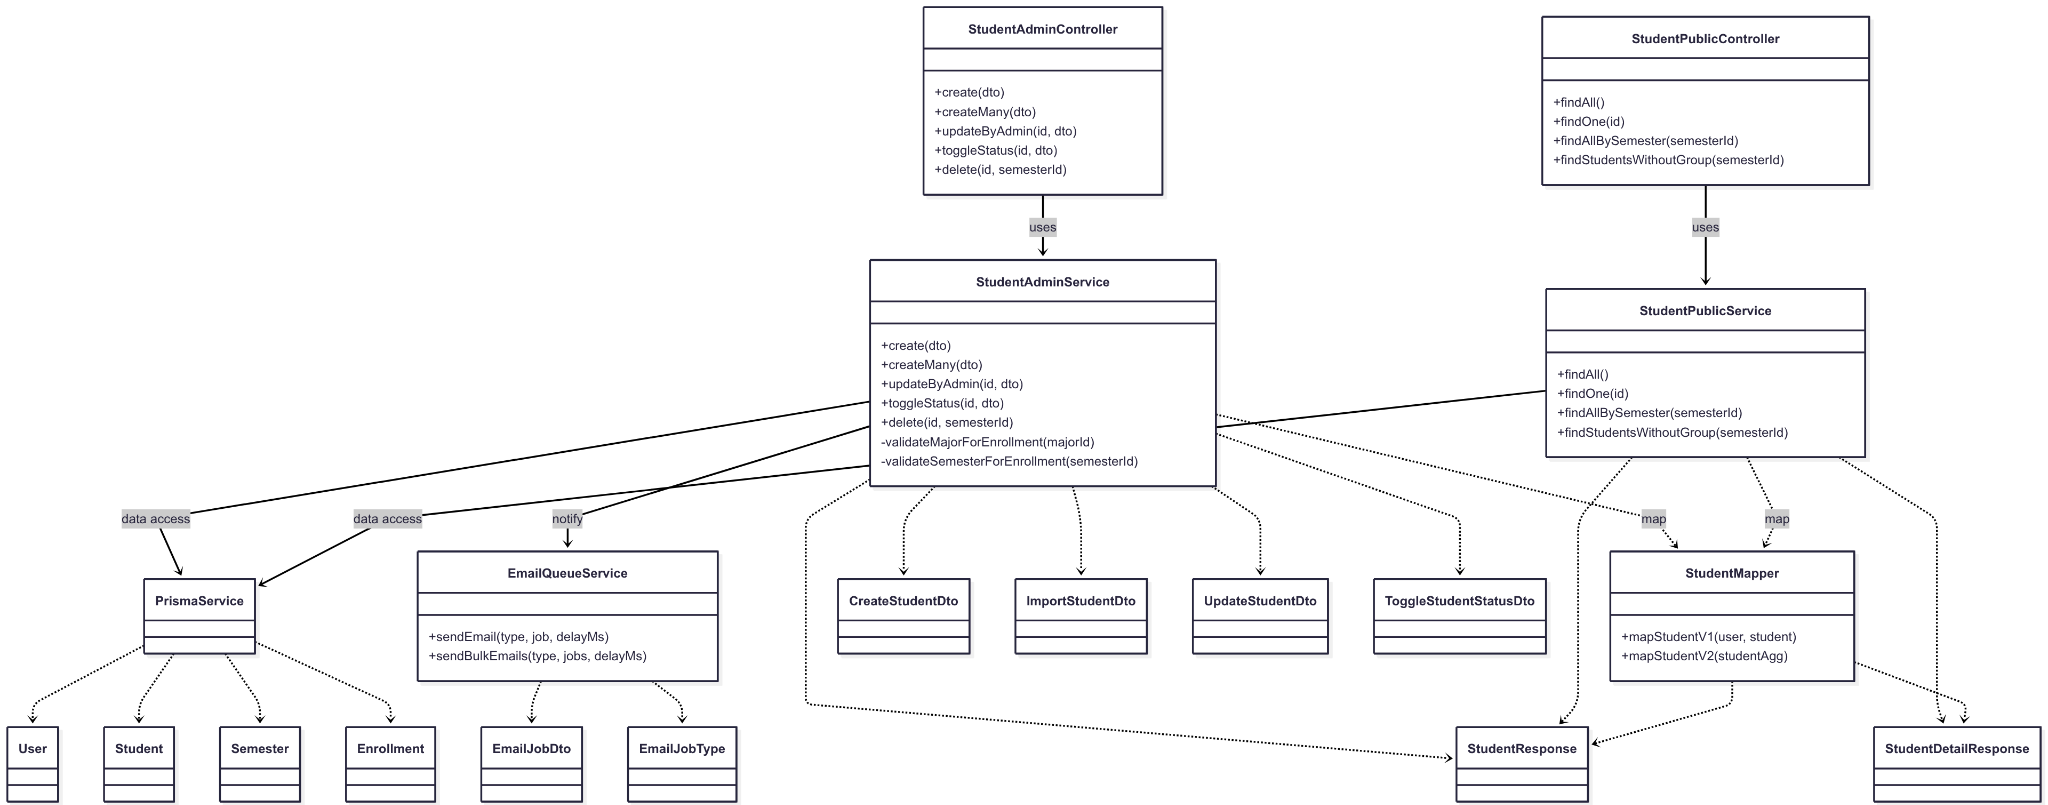 StudentAdminController
+create(dto)
+createMany(dto)
+updateByAdmin(id, dto)
+toggleStatus(id, dto)
+delete(id, semesterId)
StudentPublicController
+findAll()
+findOne(id)
+findAllBySemester(semesterId)
+findStudentsWithoutGroup(semesterId)
uses
uses
StudentAdminService
+create(dto)
+createMany(dto)
+updateByAdmin(id, dto)
+toggleStatus(id, dto)
+delete(id, semesterId)
-validateMajorForEnrollment(majorId)
-validateSemesterForEnrollment(semesterId)
StudentPublicService
+findAll()
+findOne(id)
+findAllBySemester(semesterId)
+findStudentsWithoutGroup(semesterId)
data access
data access
notify
map
map
PrismaService
EmailQueueService
+sendEmail(type, job, delayMs)
+sendBulkEmails(type, jobs, delayMs)
CreateStudentDto
ImportStudentDto
UpdateStudentDto
ToggleStudentStatusDto
StudentMapper
+mapStudentV1(user, student)
+mapStudentV2(studentAgg)
User
Student
Semester
Enrollment
EmailJobDto
EmailJobType
StudentResponse
StudentDetailResponse